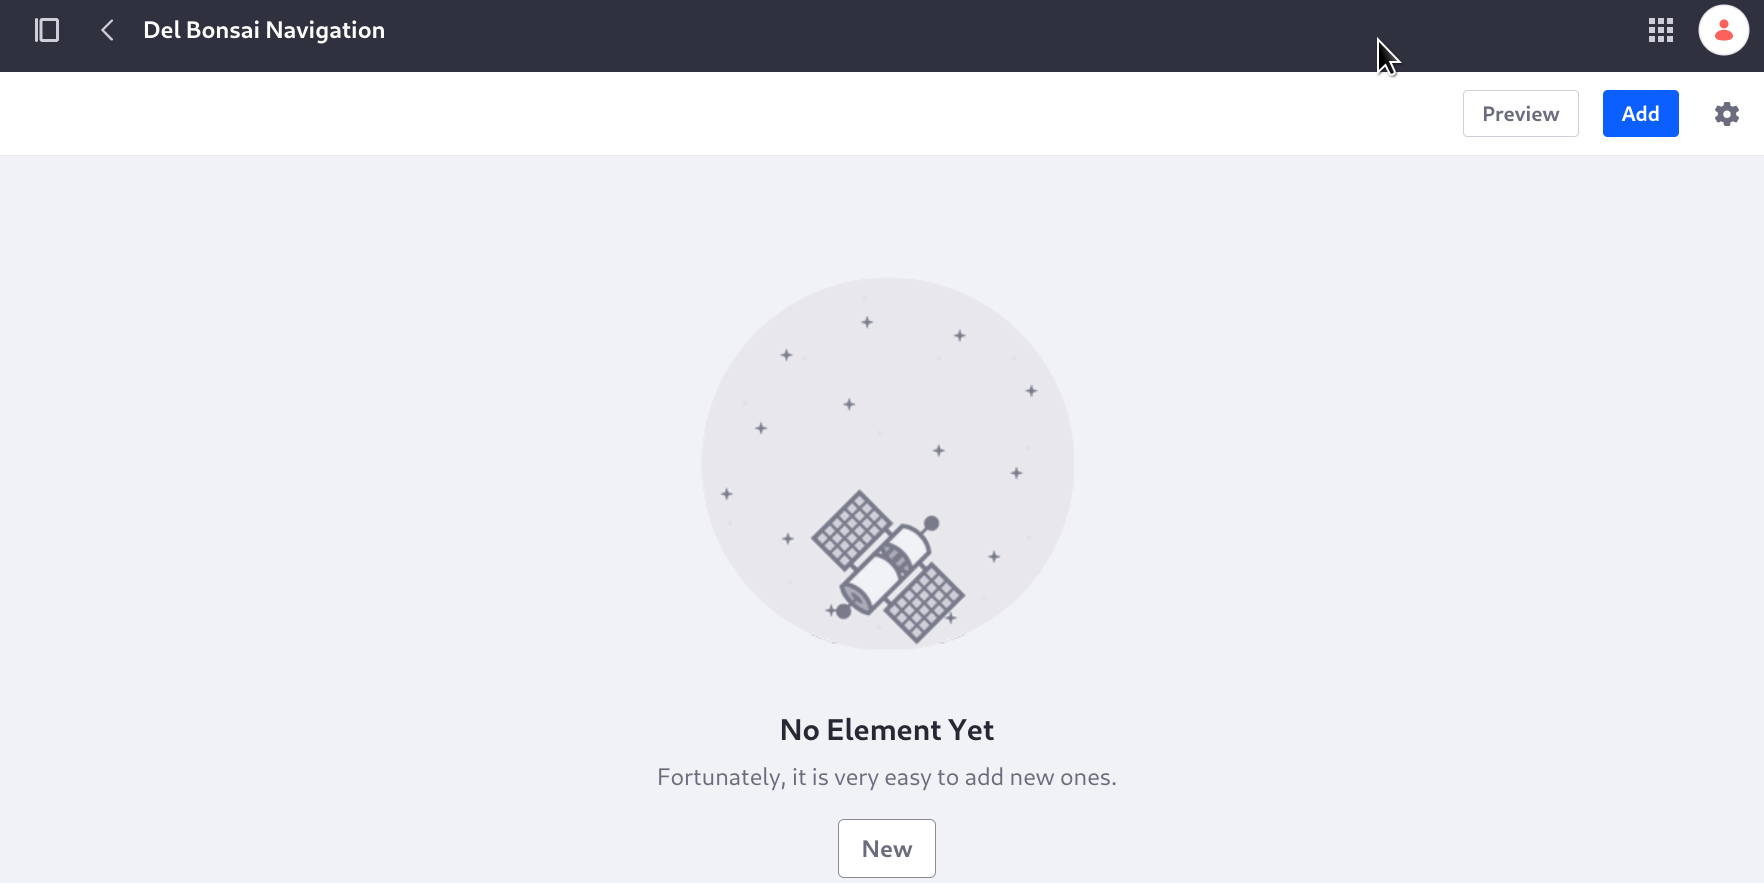 Del Bonsai Navigation
Preview
Add
No Element Yet
Fortunately, it is very easy to add new ones.
New